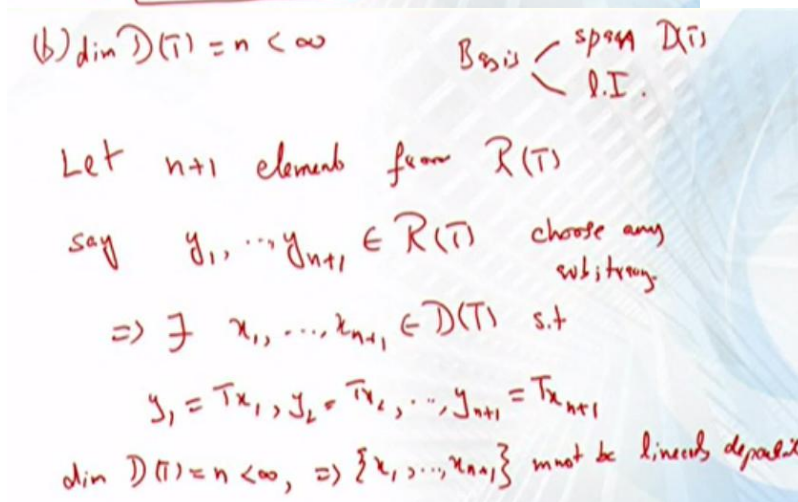 (b) dim D(T) = n < ∞ Basis < span D(T)
l.I.
Let n+1 elements from R(T)
say y₁, ..., yₙ₊₁ ∈ R(T) choose any
arbitrary
=> ∃ x₁, ..., xₙ₊₁ ∈ D(T) s.t
y₁ = Tx₁, y₂ = Tx₂, ..., yₙ₊₁ = Txₙ₊₁
dim D(T) = n < ∞, => {x₁, ..., xₙ₊₁} must be linearly dependent